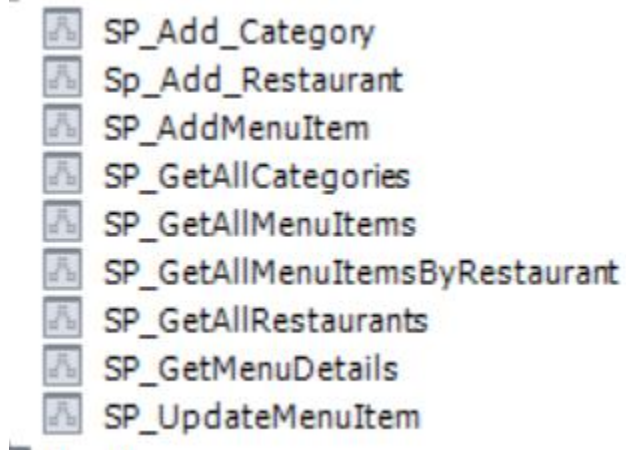 SP_Add_Category
Sp_Add_Restaurant
SP_AddMenuItem
SP_GetAllCategories
SP_GetAllMenuItems
SP_GetAllMenuItemsByRestaurant
SP_GetAllRestaurants
SP_GetMenuDetails
SP_UpdateMenuItem